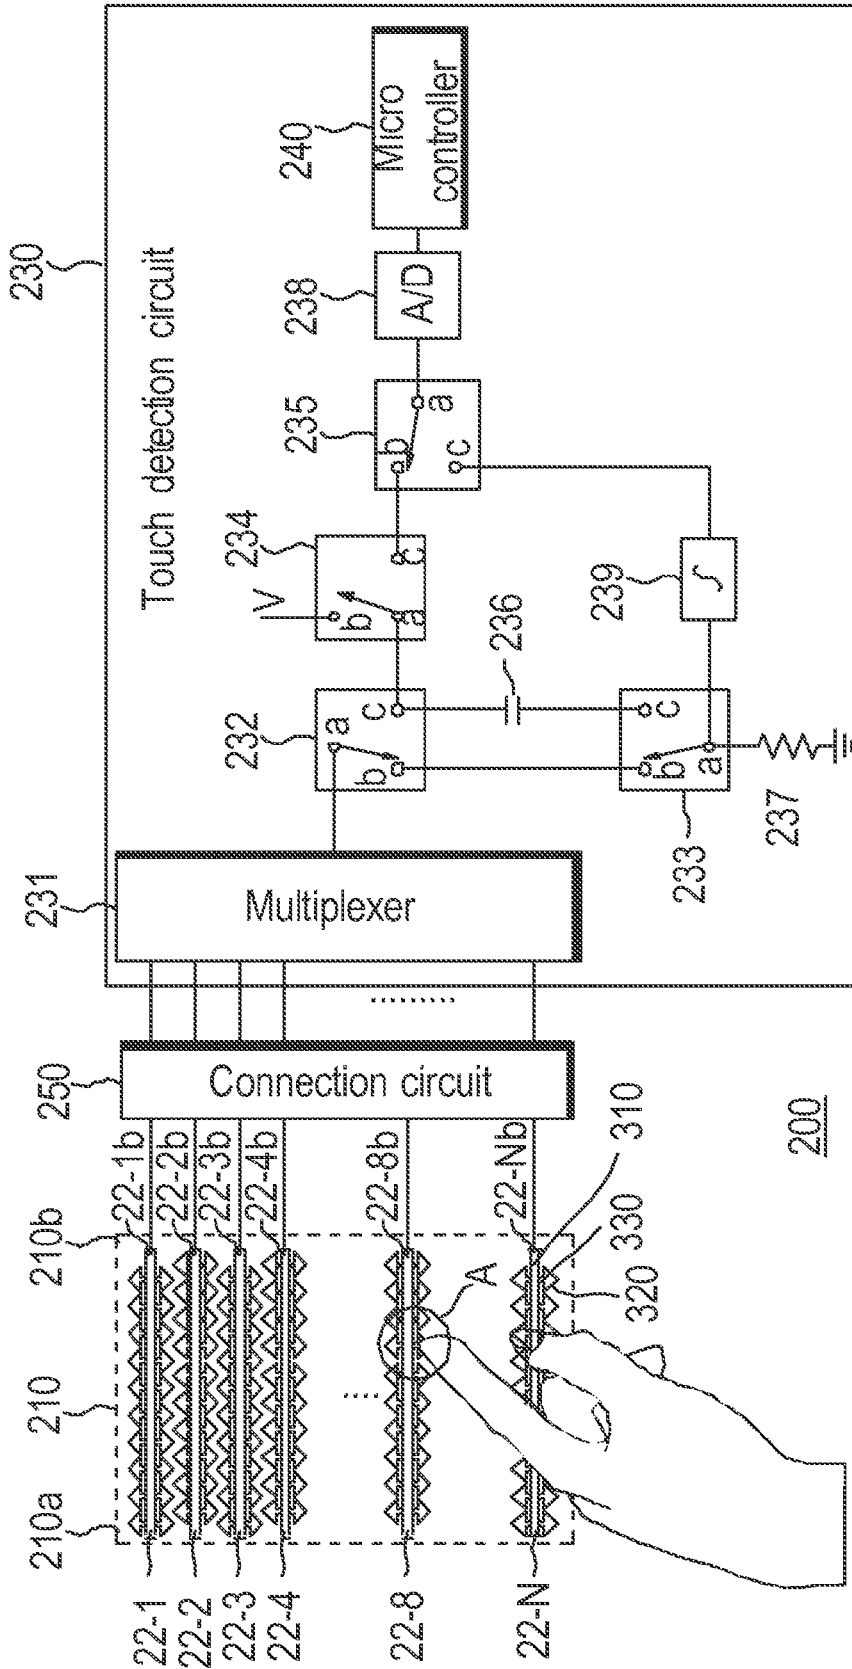 230
Touch detection circuit
240
Micro
controller
238
A/D
235
b
a
c
234
V
b
a
c
232
a
b
c
236
239
∫
233
b
a
c
237
231
Multiplexer
.........
250
Connection circuit
22-1b
22-2b
22-3b
22-4b
22-8b
22-Nb
210b
210
210a
22-1
22-2
22-3
22-4
.....
22-8
22-N
A
310
330
320
200